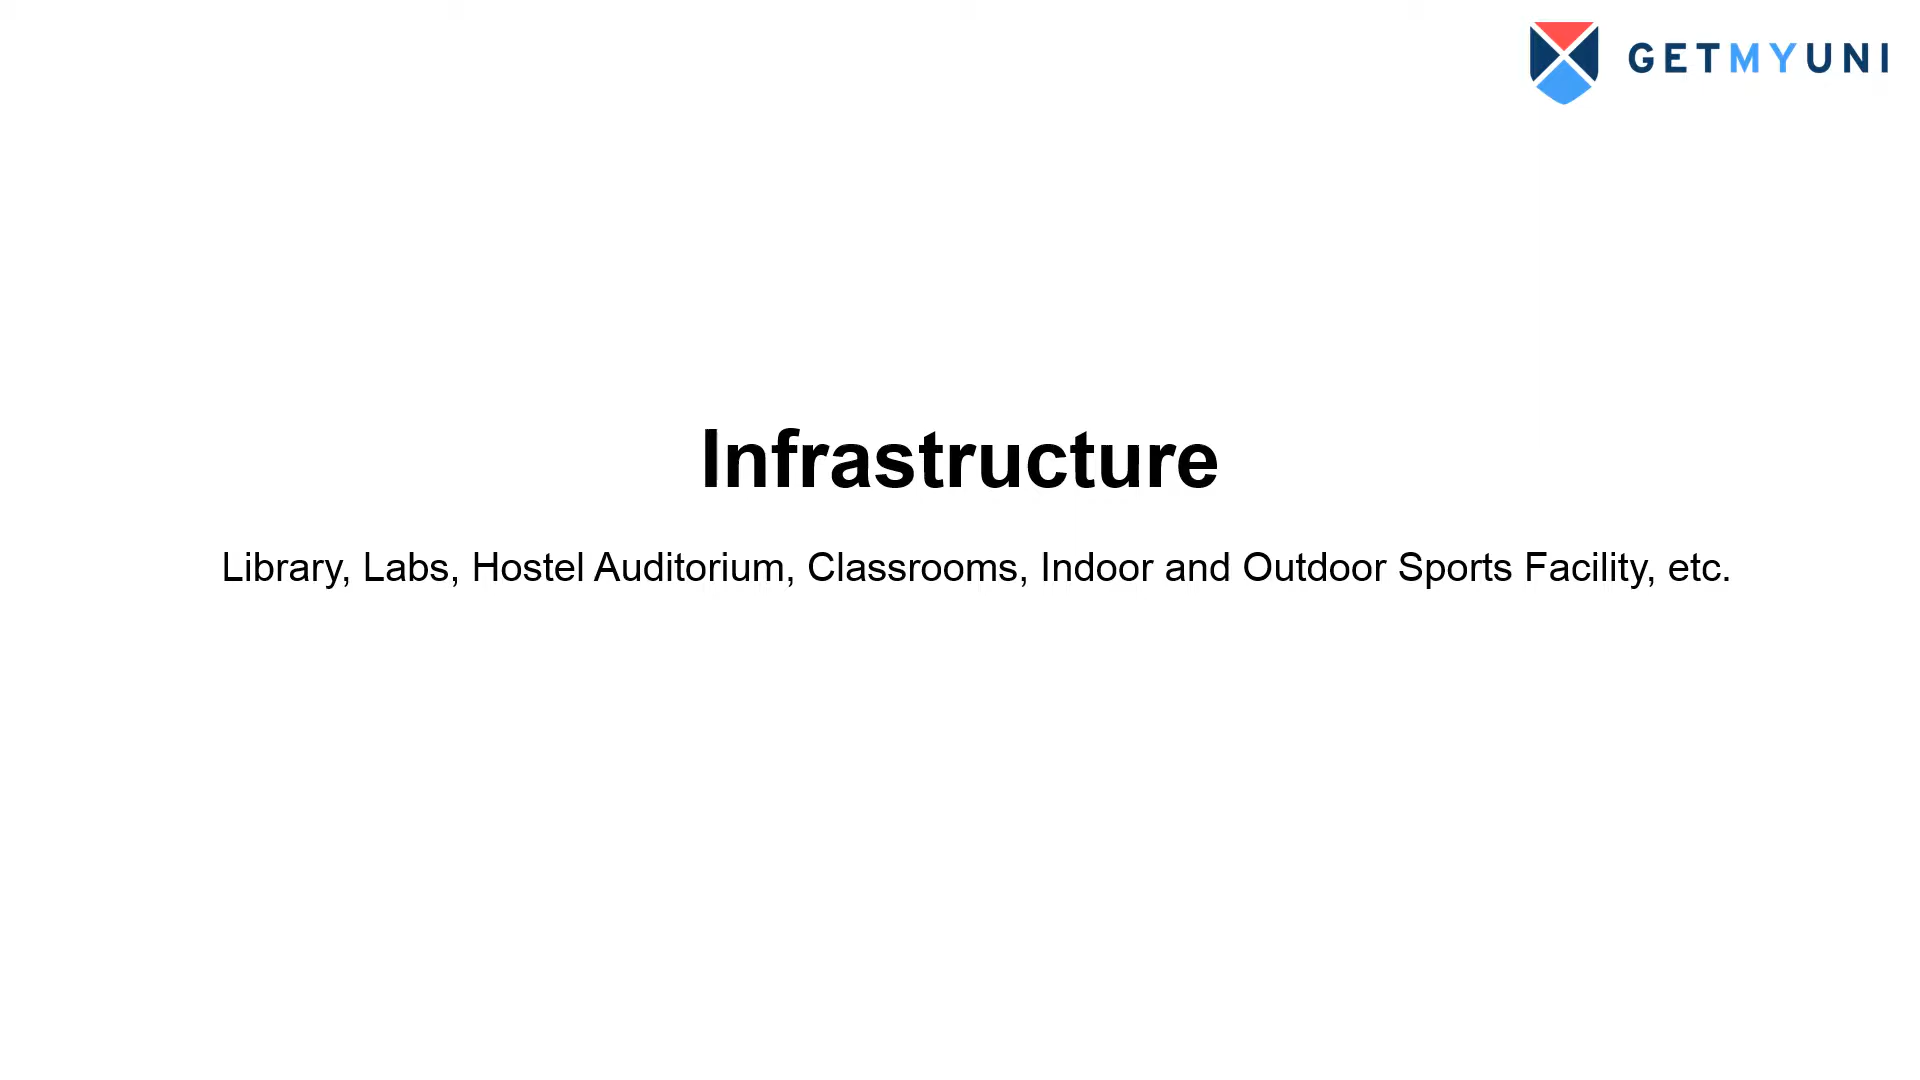 GETMYUNI
Infrastructure
Library, Labs, Hostel Auditorium, Classrooms, Indoor and Outdoor Sports Facility, etc.